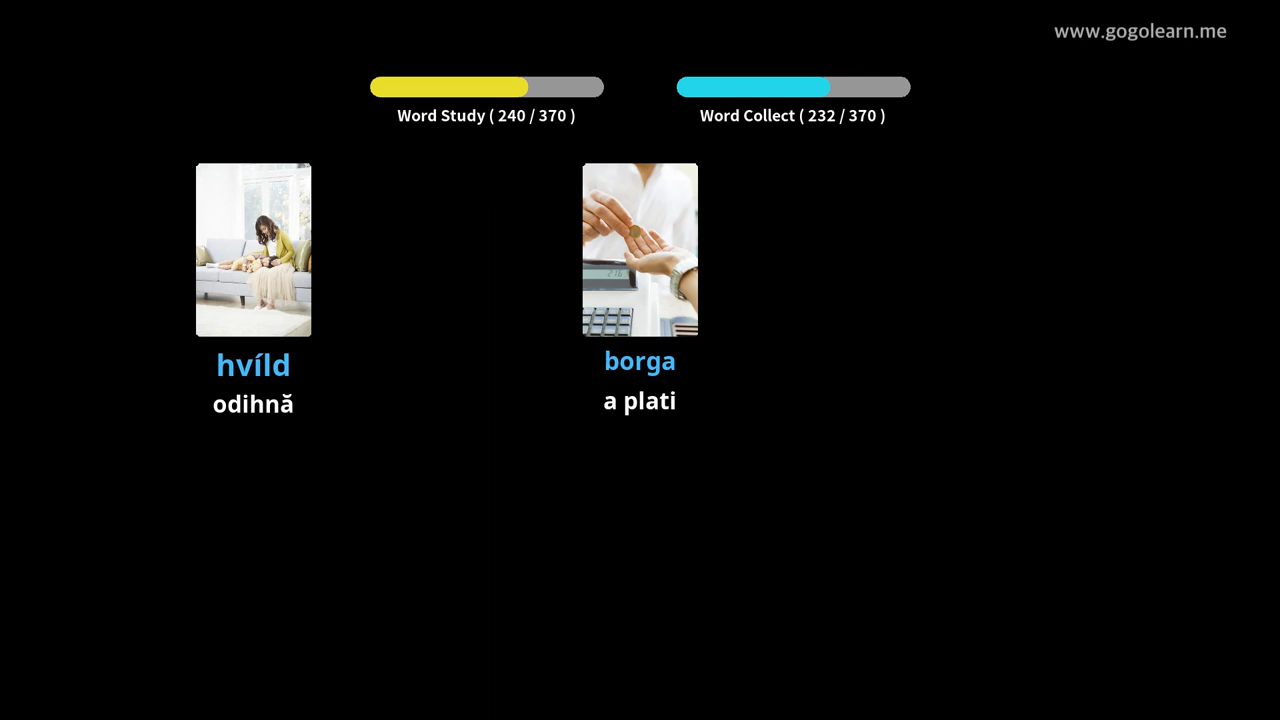 www.gogolearn.me
Word Study ( 240 / 370 )
Word Collect ( 232 / 370 )
hvíld
odihnă
borga
a plati